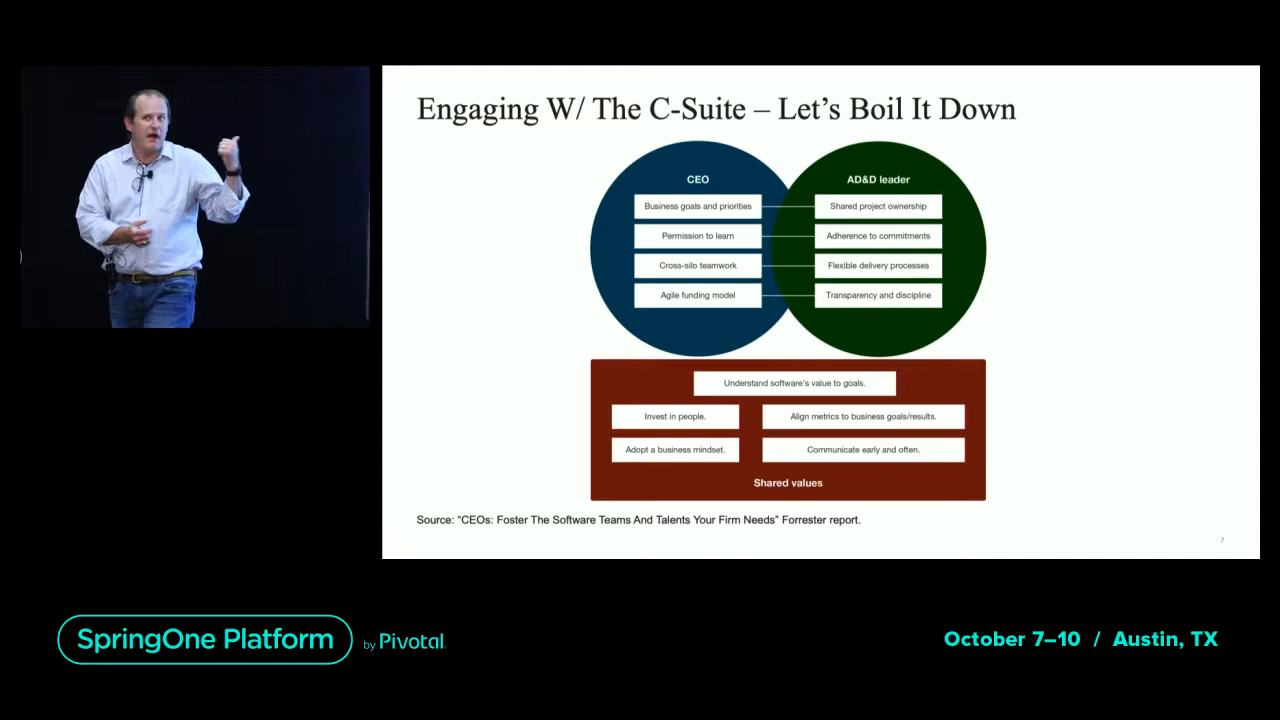 Engaging W/ The C-Suite – Let's Boil It Down
CEO
Business goals and priorities
Permission to learn
Cross-silo teamwork
Agile funding model
AD&D leader
Shared project ownership
Adherence to commitments
Flexible delivery processes
Transparency and discipline
Understand software's value to goals.
Invest in people.
Align metrics to business goals/results.
Adopt a business mindset.
Communicate early and often.
Shared values
Source: "CEOs: Foster The Software Teams And Talents Your Firm Needs" Forrester report.
7
SpringOne Platform
by Pivotal
October 7–10 / Austin, TX